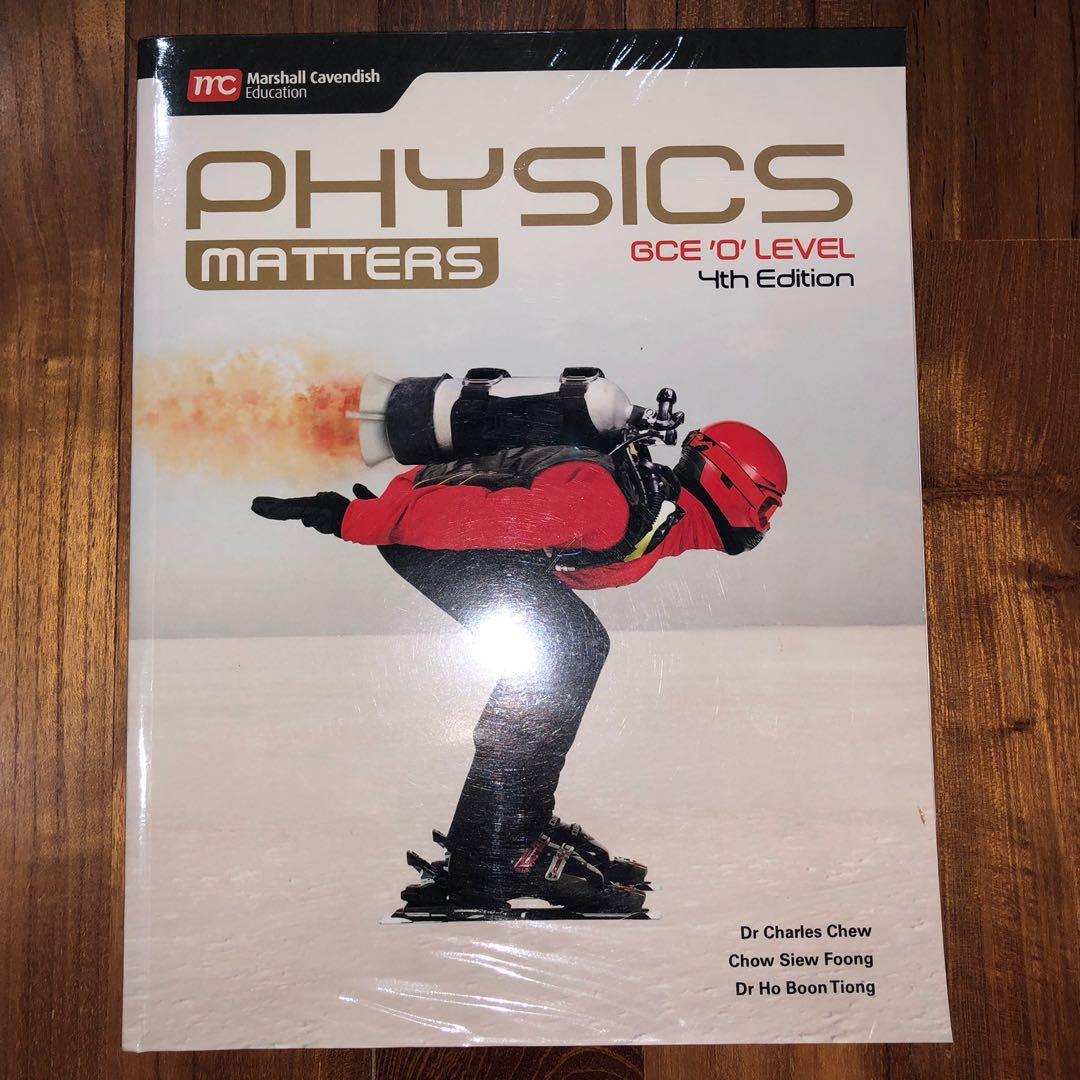 mc Marshall Cavendish
Education
PHYSICS
MATTERS
GCE 'O' LEVEL
4th Edition
Dr Charles Chew
Chow Siew Foong
Dr Ho Boon Tiong